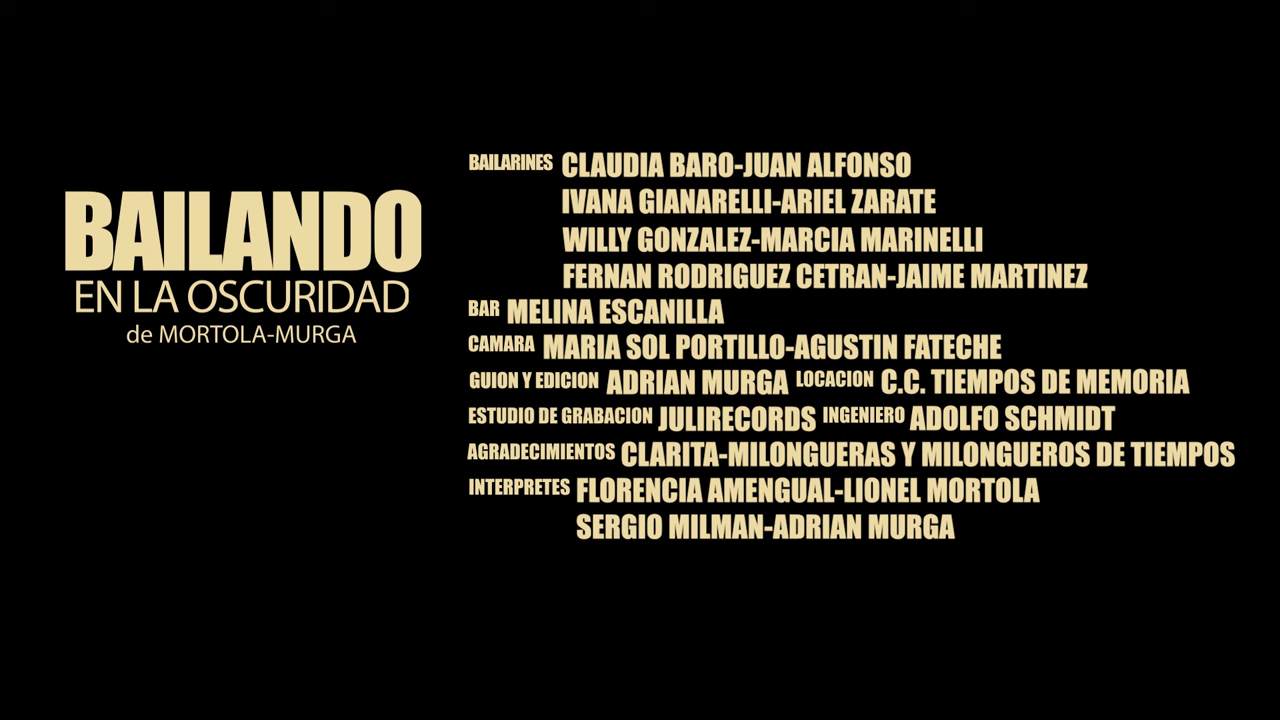 BAILANDO
EN LA OSCURIDAD
de MORTOLA-MURGA
BAILARINES CLAUDIA BARO-JUAN ALFONSO
IVANA GIANARELLI-ARIEL ZARATE
WILLY GONZALEZ-MARCIA MARINELLI
FERNAN RODRIGUEZ CETRAN-JAIME MARTINEZ
BAR MELINA ESCANILLA
CAMARA MARIA SOL PORTILLO-AGUSTIN FATECHE
GUION Y EDICION ADRIAN MURGA LOCACION C.C. TIEMPOS DE MEMORIA
ESTUDIO DE GRABACION JULIRECORDS INGENIERO ADOLFO SCHMIDT
AGRADECIMIENTOS CLARITA-MILONGUERAS Y MILONGUEROS DE TIEMPOS
INTERPRETES FLORENCIA AMENGUAL-LIONEL MORTOLA
SERGIO MILMAN-ADRIAN MURGA